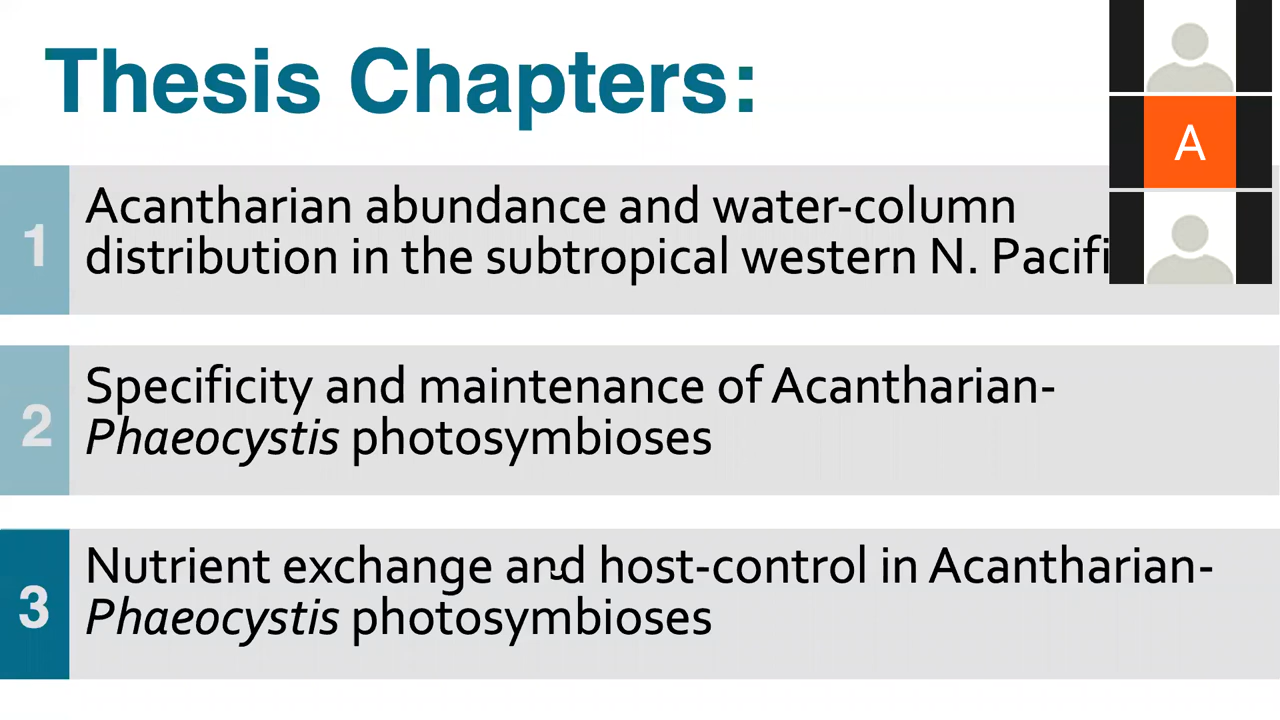 Thesis Chapters:
A
1
Acantharian abundance and water-column
distribution in the subtropical western N. Pacifi
2
Specificity and maintenance of Acantharian-
Phaeocystis photosymbioses
3
Nutrient exchange and host-control in Acantharian-
Phaeocystis photosymbioses